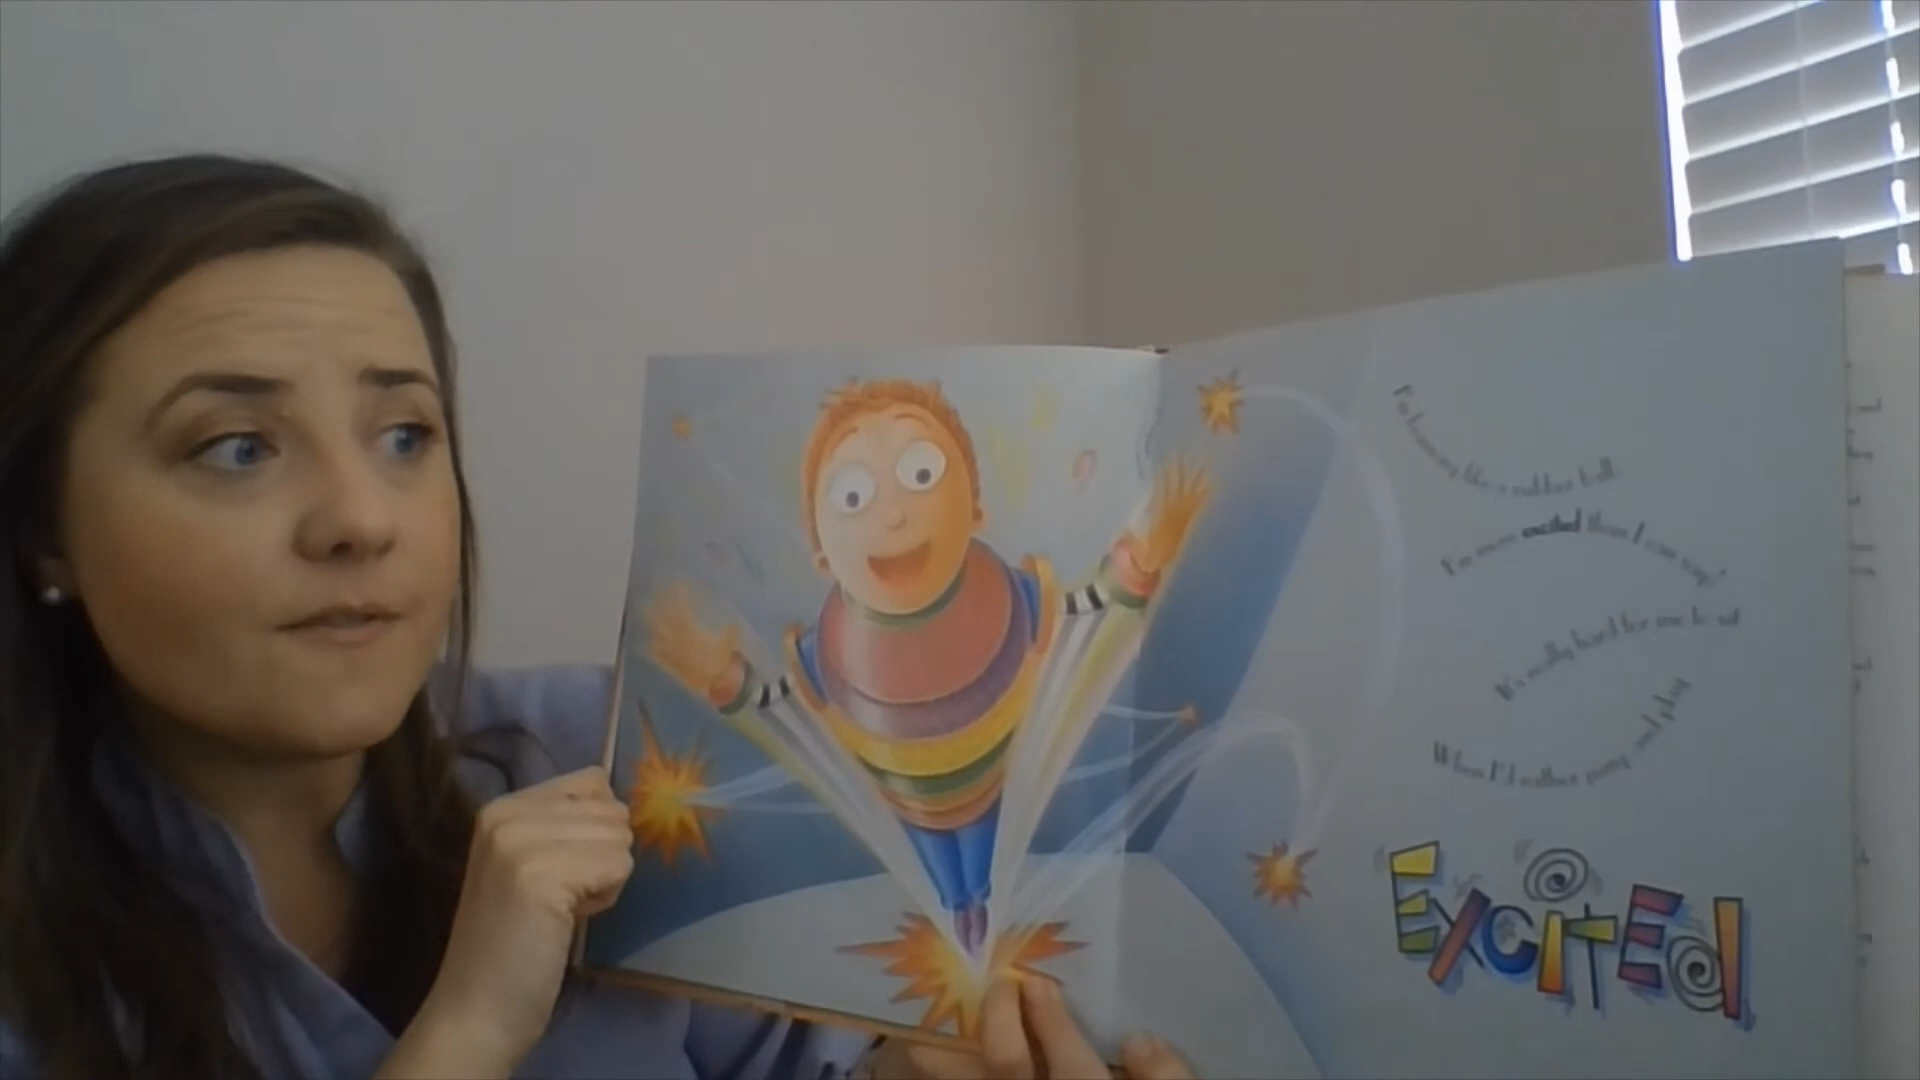 I'm bouncing like a rubber ball.
I'm more excited than I can say!
It's really hard for me to sit
When I'd rather jump and play
EXCITED